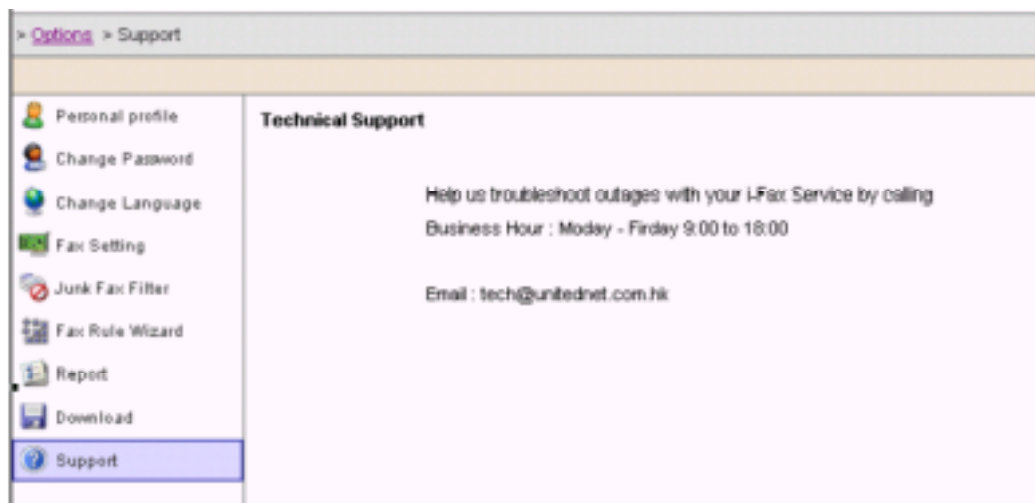 > Options > Support
Personal profile
Change Password
Change Language
Fax Setting
Junk Fax Filter
Fax Rule Wizard
Report
Download
Support
Technical Support
Help us troubleshoot outages with your i-Fax Service by calling
Business Hour : Moday - Firday 9:00 to 18:00
Email : tech@unitednet.com.hk